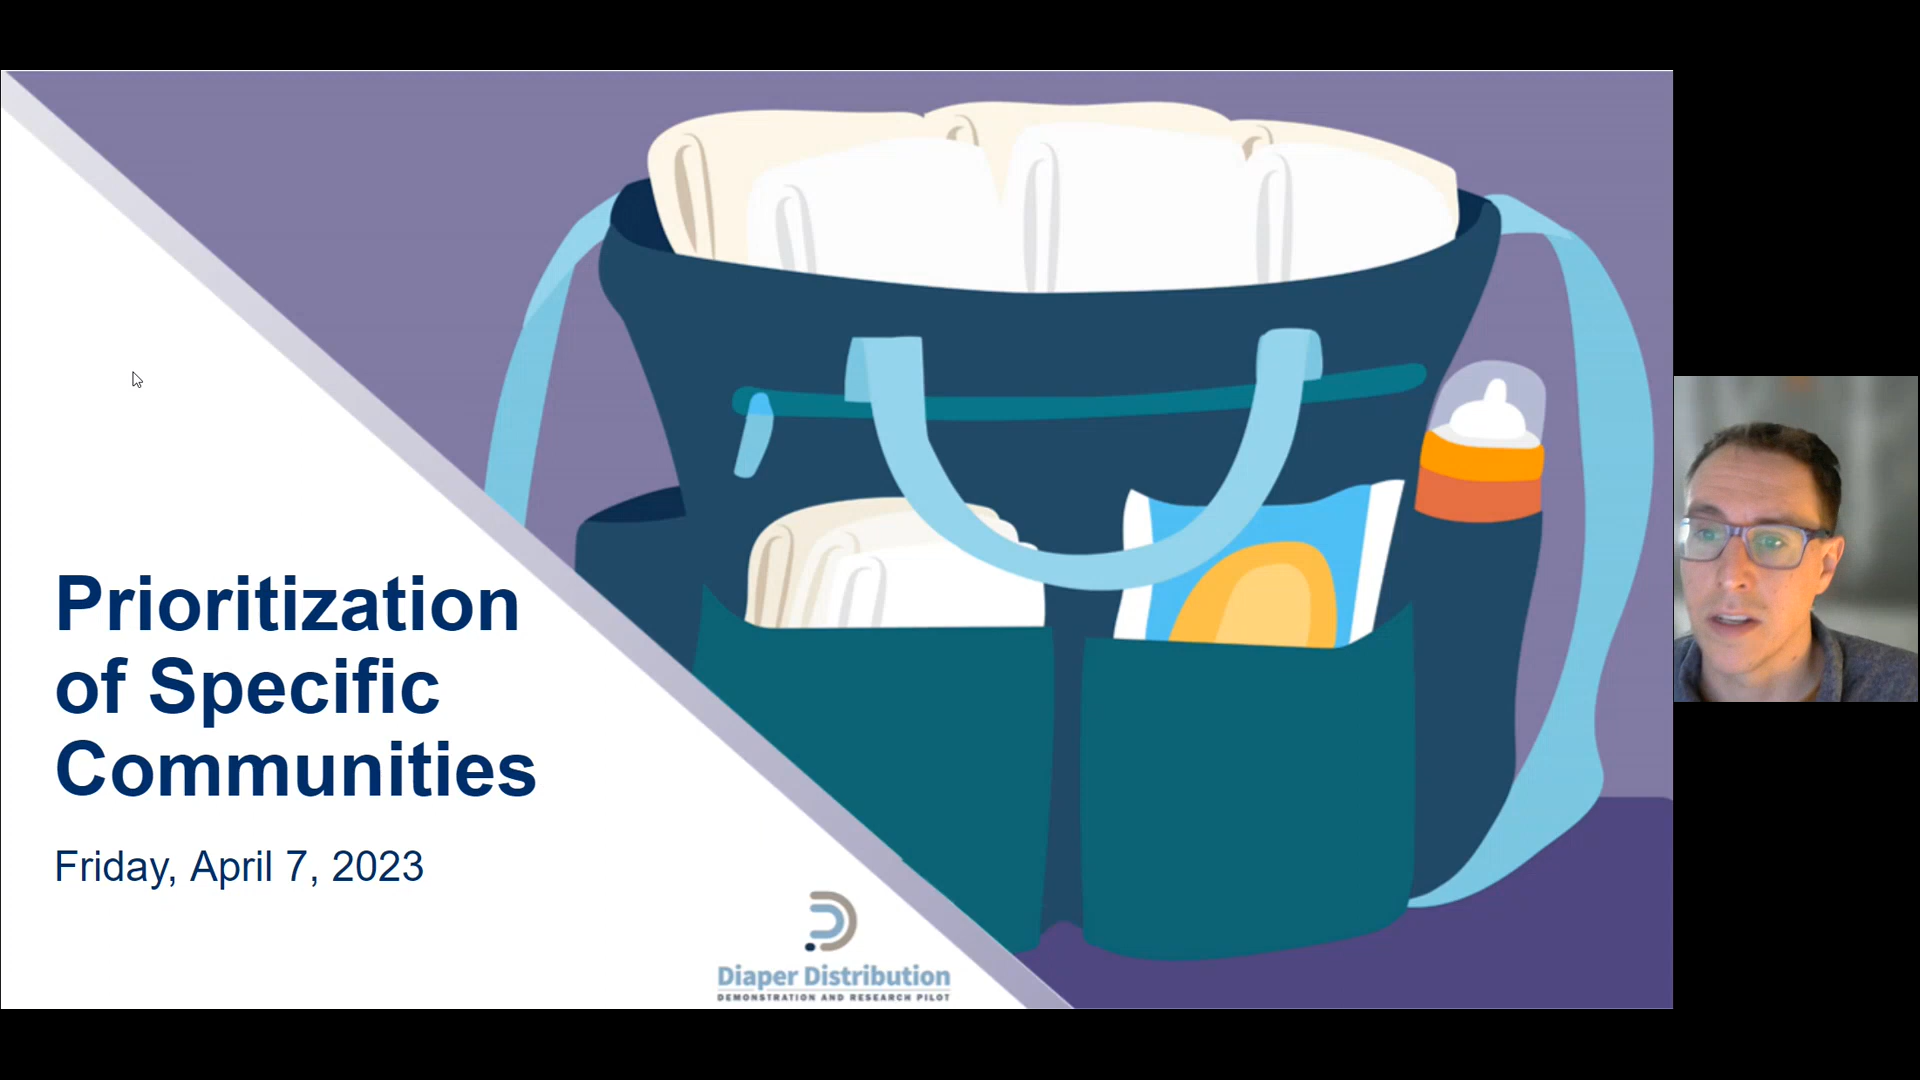 Prioritization
of Specific
Communities
Friday, April 7, 2023
Diaper Distribution
DEMONSTRATION AND RESEARCH PILOT